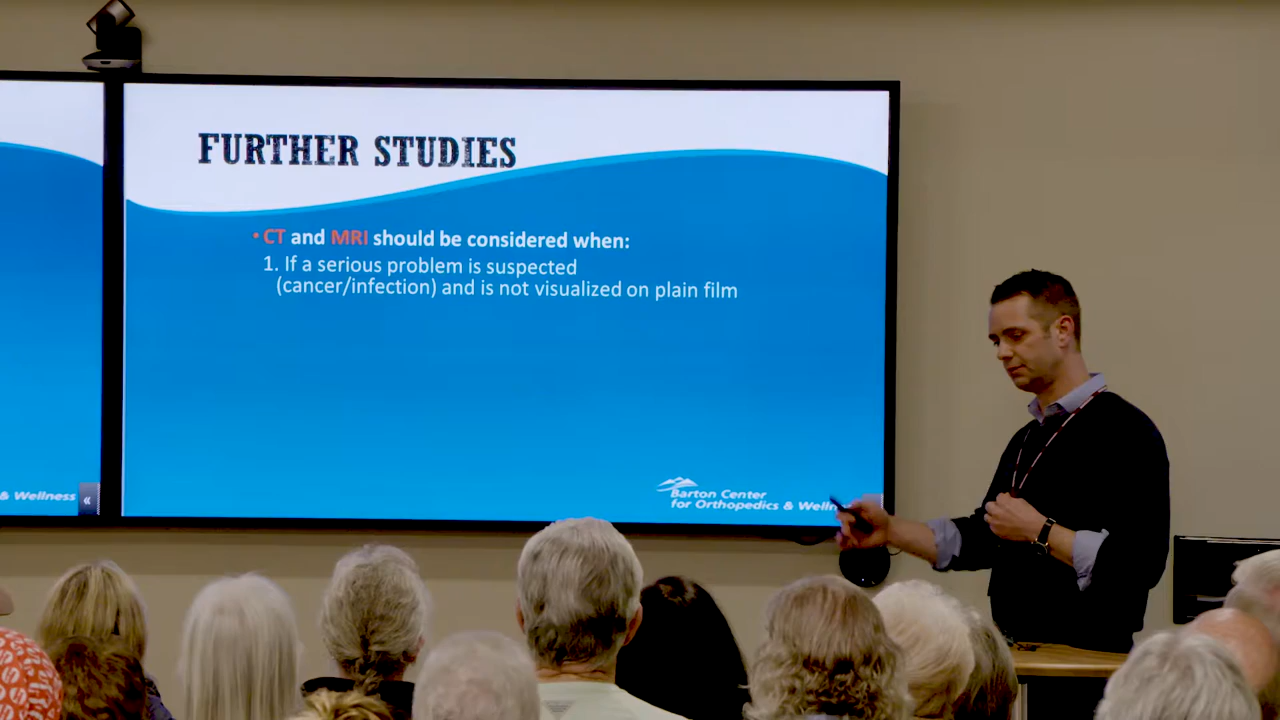 FURTHER STUDIES
• CT and MRI should be considered when:
1. If a serious problem is suspected
(cancer/infection) and is not visualized on plain film
& Wellness
«
Barton Center
for Orthopedics &